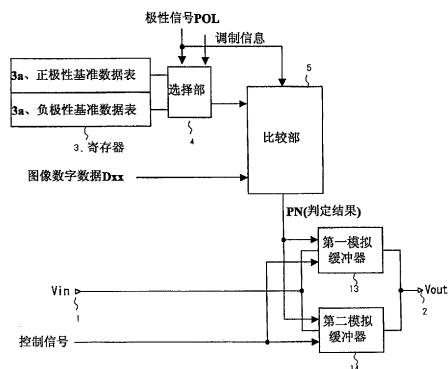 极性信号POL
调制信息
3a、正极性基准数据表
3a、负极性基准数据表
选择部
5
3、寄存器
4
比较部
图像数字数据Dxx
PN(判定结果)
第一模拟
缓冲器
13
Vin
Vout
1
2
第二模拟
缓冲器
控制信号
14